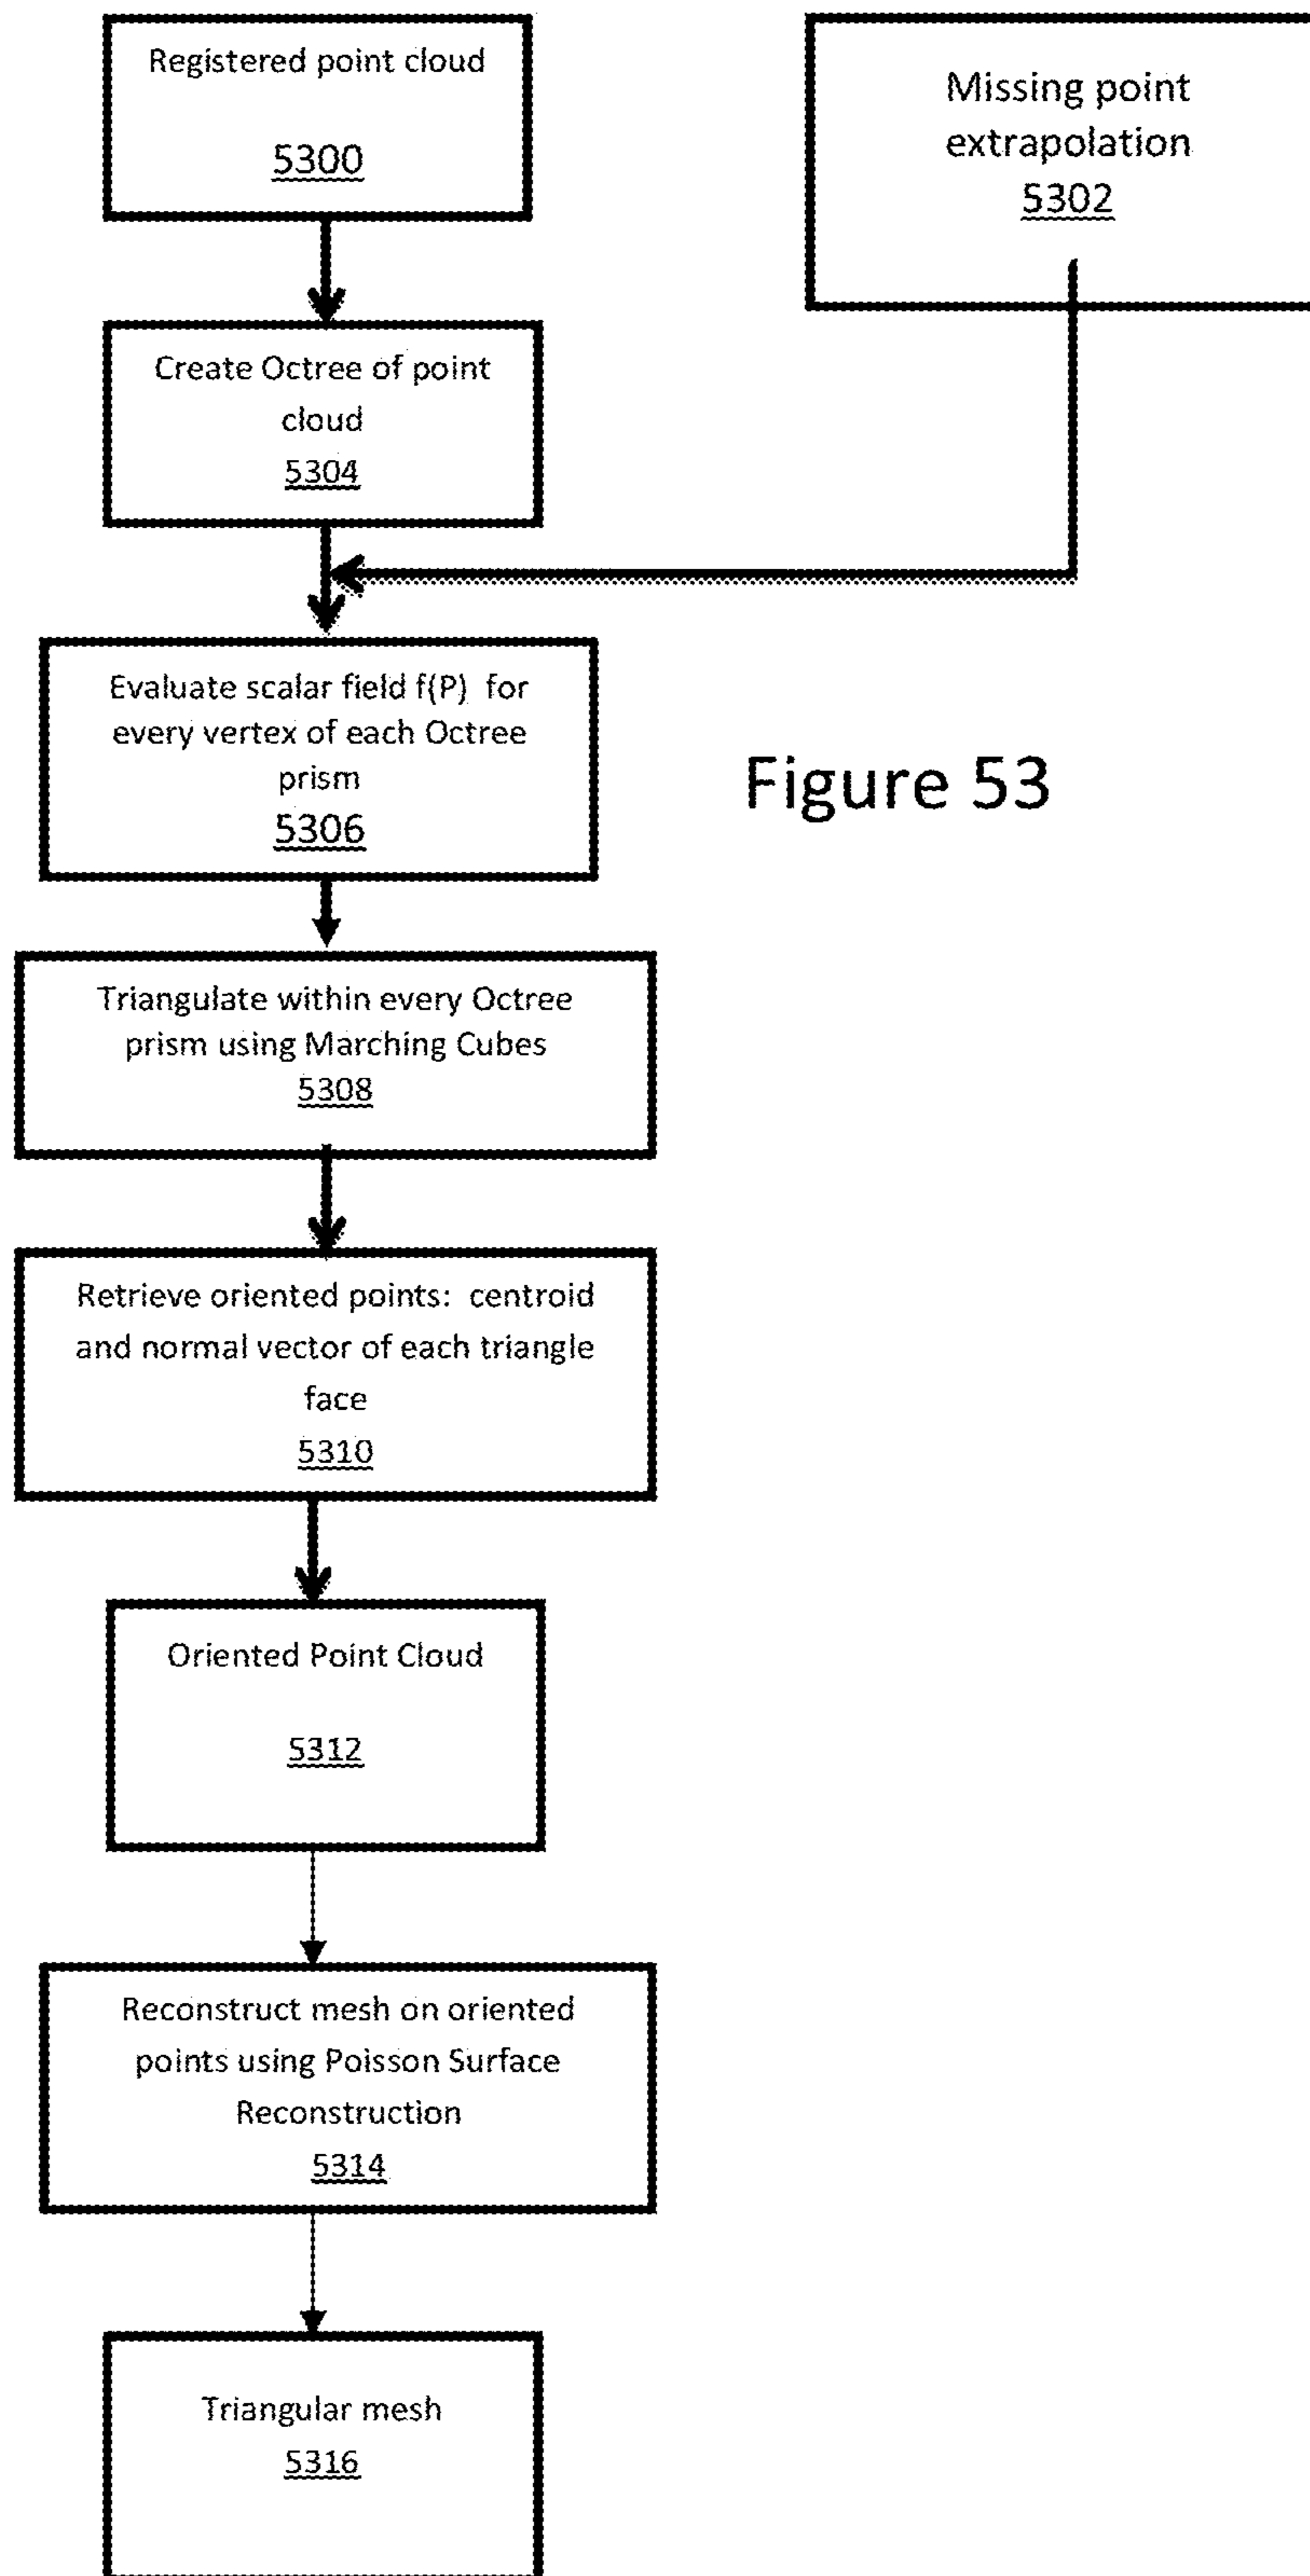 Registered point cloud
5300
Missing point
extrapolation
5302
Create Octree of point
cloud
5304
Evaluate scalar field f(P) for
every vertex of each Octree
prism
5306
Figure 53
Triangulate within every Octree
prism using Marching Cubes
5308
Retrieve oriented points: centroid
and normal vector of each triangle
face
5310
Oriented Point Cloud
5312
Reconstruct mesh on oriented
points using Poisson Surface
Reconstruction
5314
Triangular mesh
5316